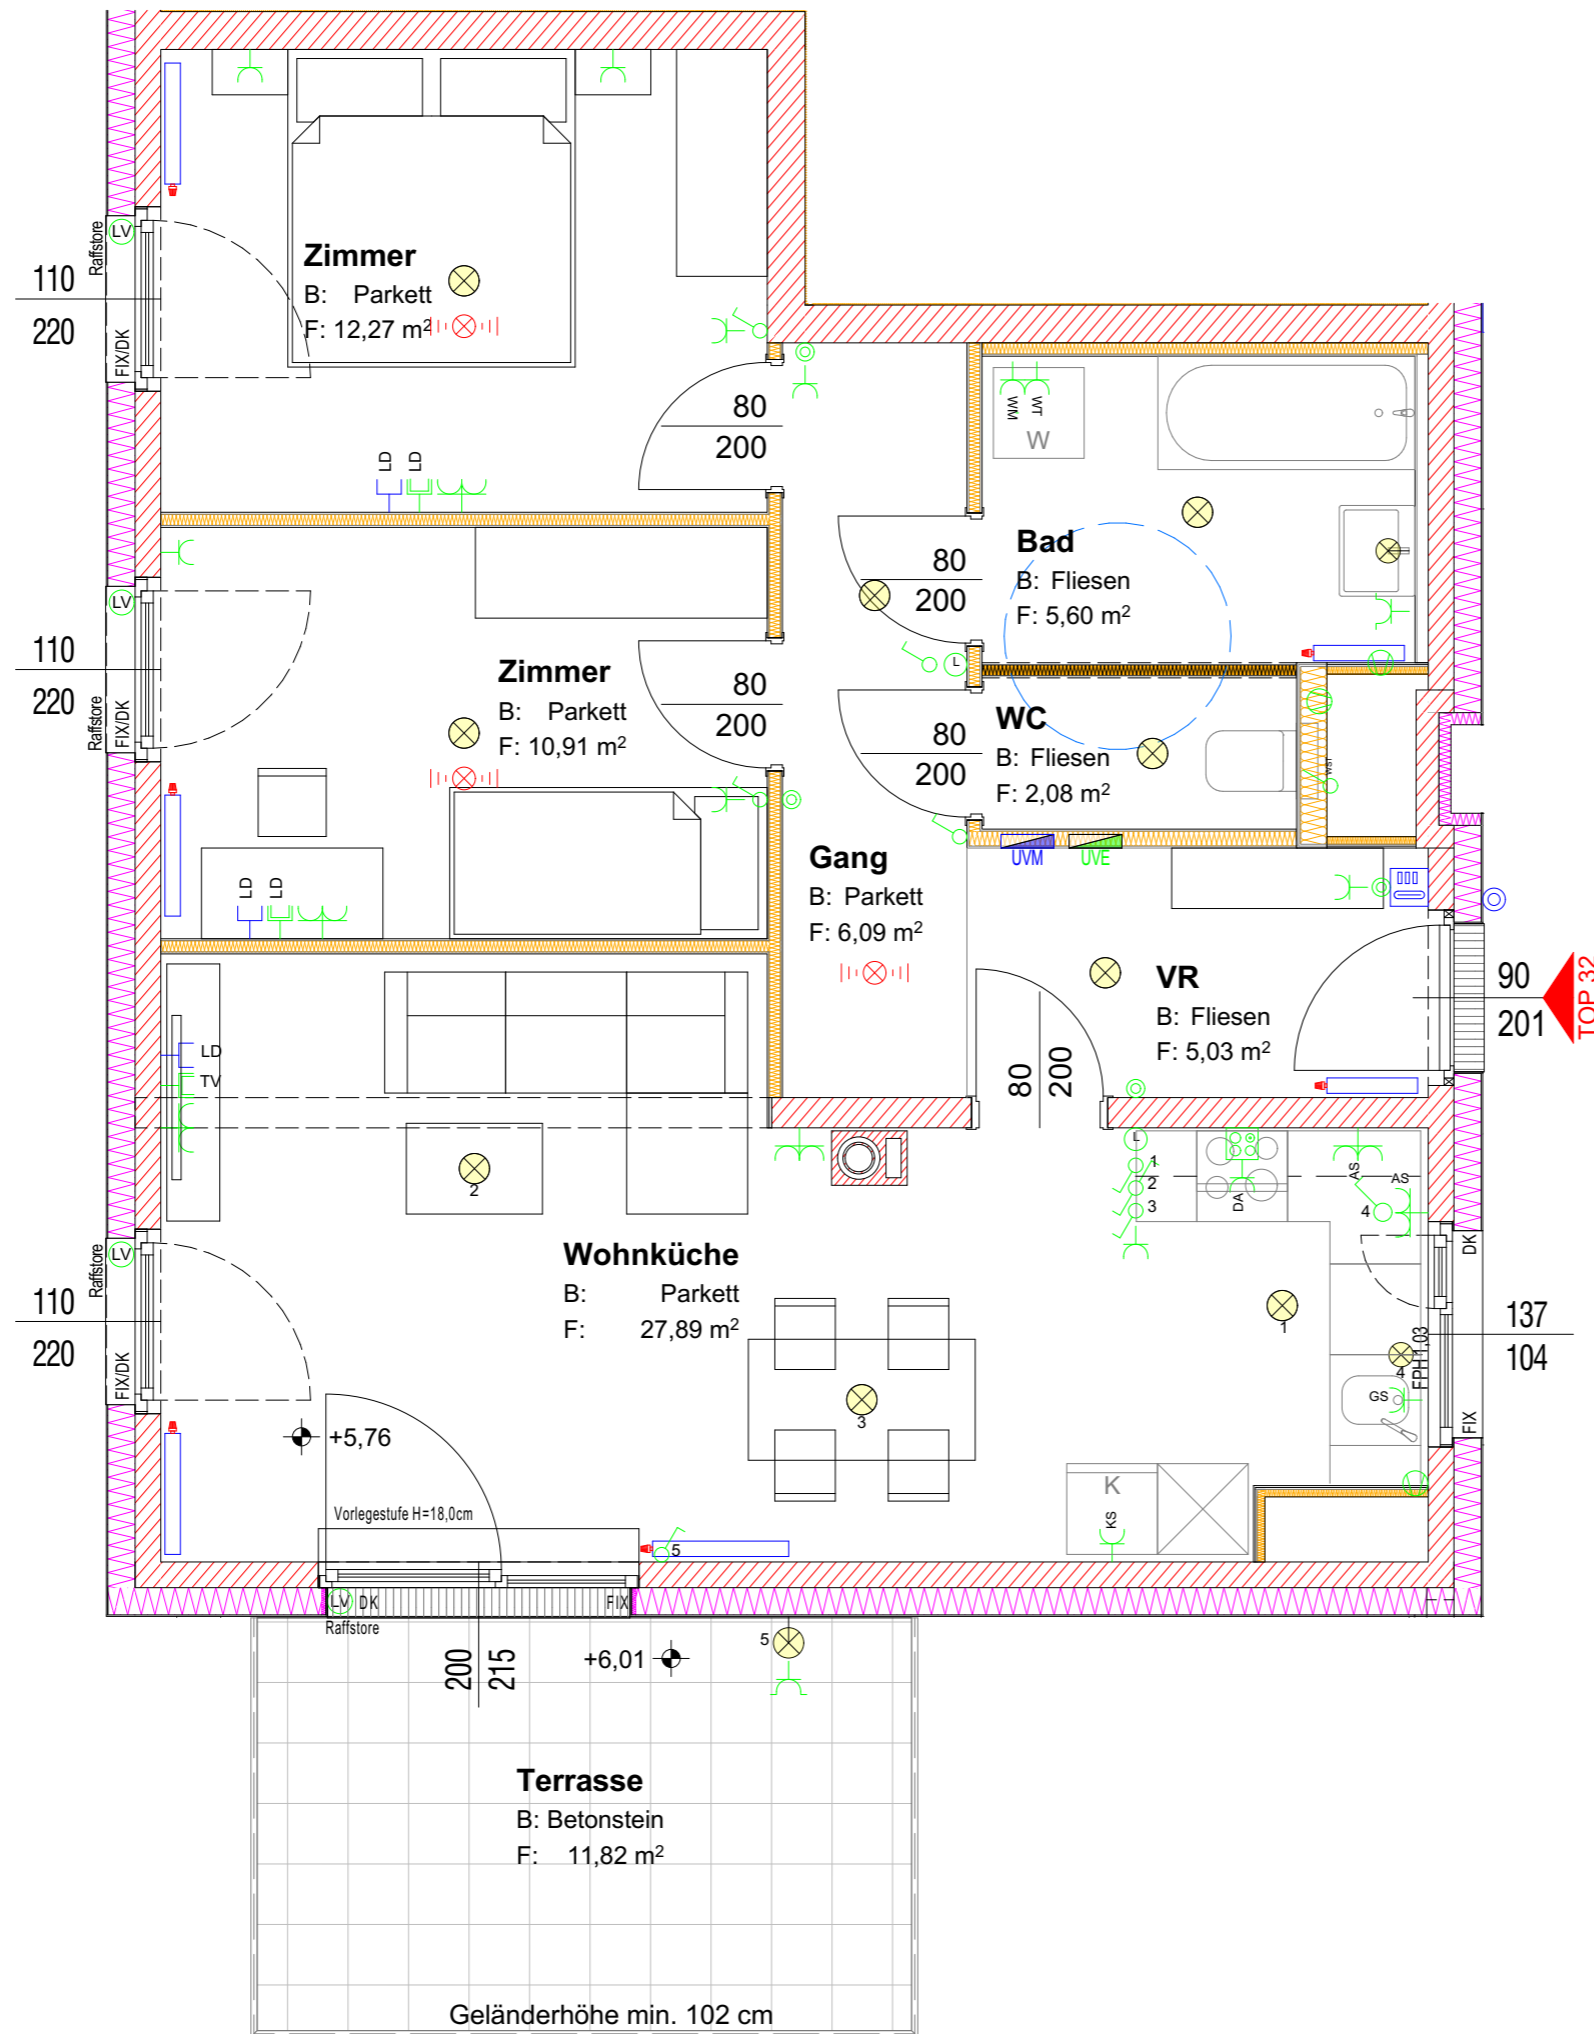 Zimmer
B: Parkett
F: 12,27 m²
LV
Raffstore
110
220
FIX/DK
80
200
LD
LD
WM
WT
W
Bad
B: Fliesen
F: 5,60 m²
80
200
L
LV
110
220
Raffstore
FIX/DK
Zimmer
B: Parkett
F: 10,91 m²
80
200
LD
LD
WC
B: Fliesen
F: 2,08 m²
80
200
WST
UVM
UVE
Gang
B: Parkett
F: 6,09 m²
VR
B: Fliesen
F: 5,03 m²
90
201
TOP 32
80
200
LD
TV
2
L
1
2
3
DA
AS
AS
4
Wohnküche
B: Parkett
F: 27,89 m²
Raffstore
LV
110
220
FIX/DK
1
3
DK
137
104
FPH 1,03
4
GS
FIX
+5,76
Vorlegestufe H=18,0cm
K
KS
5
LV
DK
FIX
Raffstore
200
215
+6,01
5
Terrasse
B: Betonstein
F: 11,82 m²
Geländerhöhe min. 102 cm